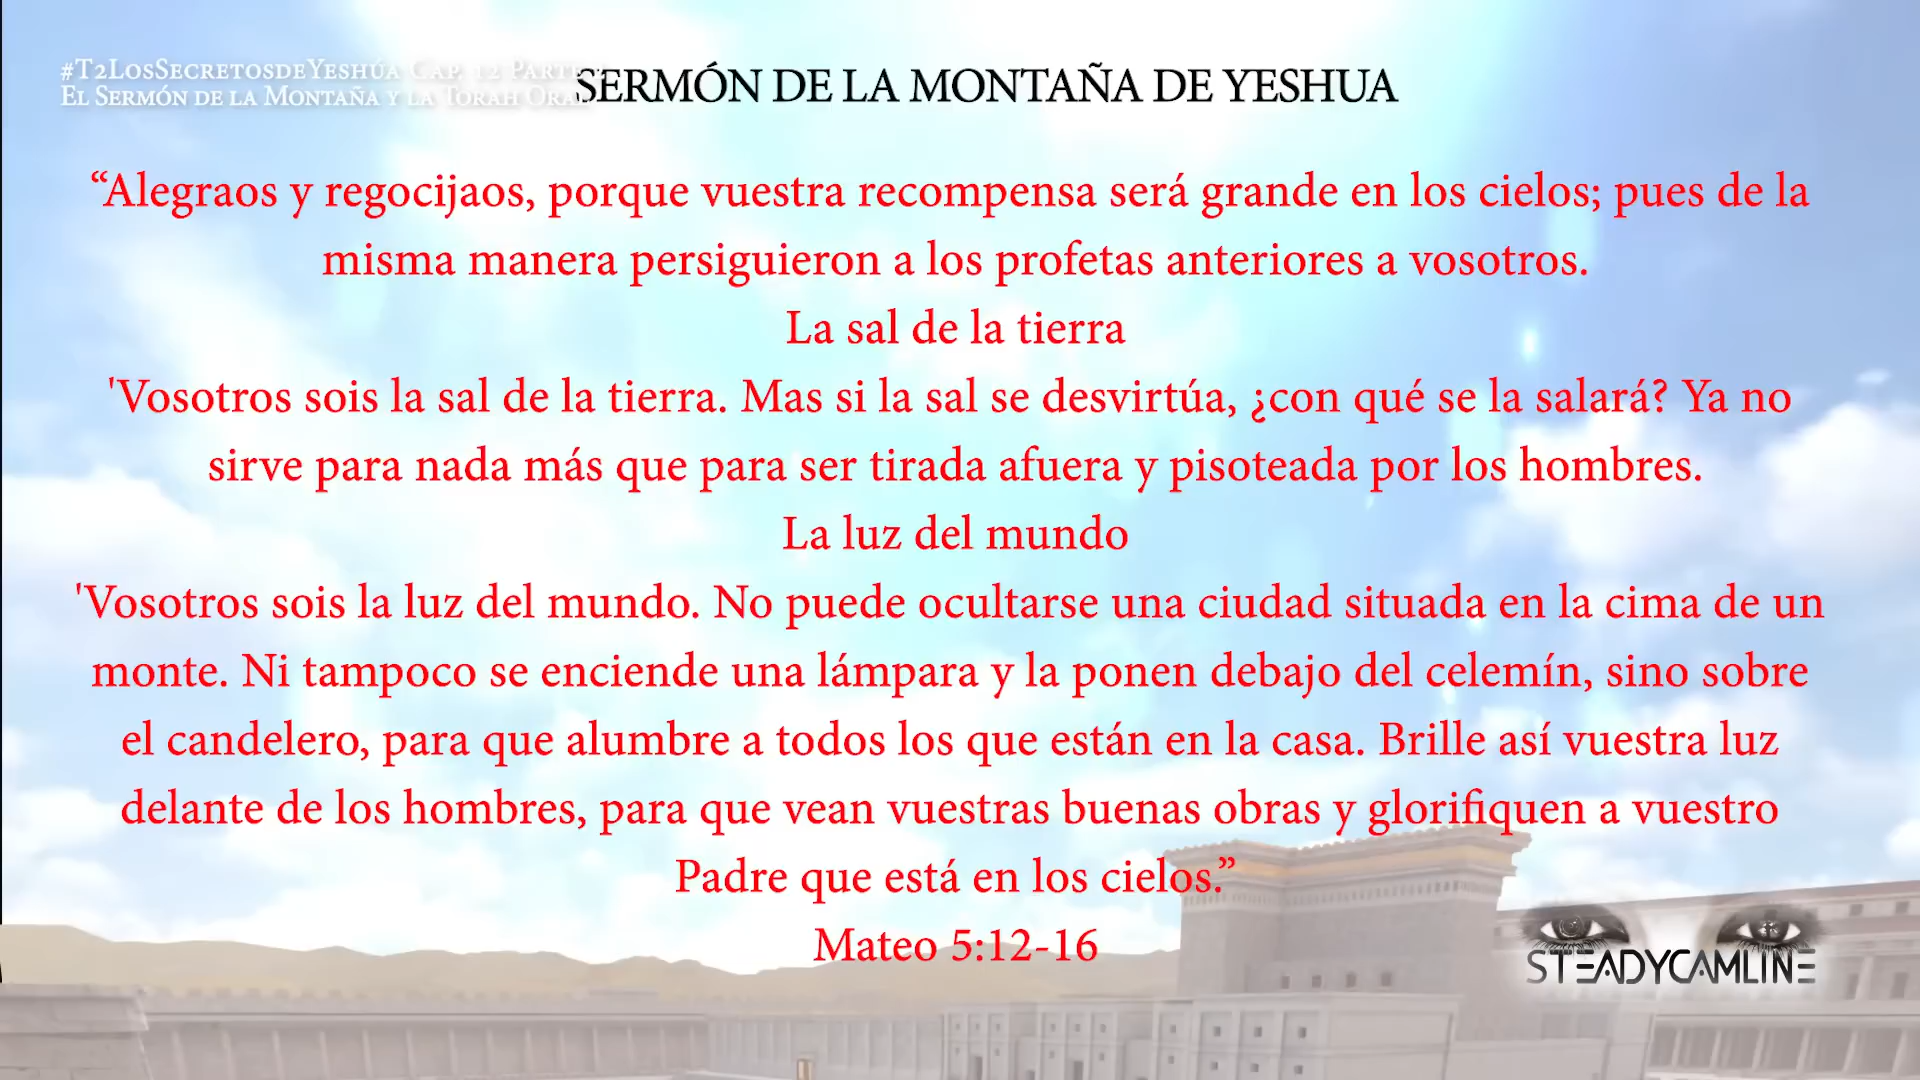 #T2LosSecretosdeYeshúa Cap. 12 Parte
El Sermón de la Montaña y la Torah Oral
SERMÓN DE LA MONTAÑA DE YESHUA
“Alegraos y regocijaos, porque vuestra recompensa será grande en los cielos; pues de la
misma manera persiguieron a los profetas anteriores a vosotros.
La sal de la tierra
'Vosotros sois la sal de la tierra. Mas si la sal se desvirtúa, ¿con qué se la salará? Ya no
sirve para nada más que para ser tirada afuera y pisoteada por los hombres.
La luz del mundo
'Vosotros sois la luz del mundo. No puede ocultarse una ciudad situada en la cima de un
monte. Ni tampoco se enciende una lámpara y la ponen debajo del celemín, sino sobre
el candelero, para que alumbre a todos los que están en la casa. Brille así vuestra luz
delante de los hombres, para que vean vuestras buenas obras y glorifiquen a vuestro
Padre que está en los cielos.”
Mateo 5:12-16
STEADYCAMLINE